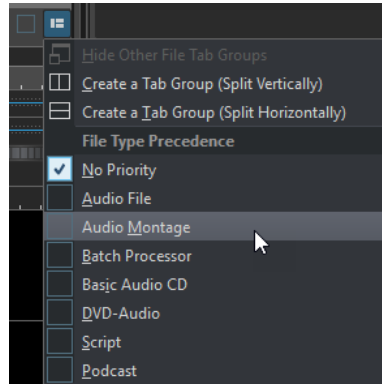 Hide Other File Tab Groups
Create a Tab Group (Split Vertically)
Create a Tab Group (Split Horizontally)
File Type Precedence
No Priority
Audio File
Audio Montage
Batch Processor
Basic Audio CD
DVD-Audio
Script
Podcast